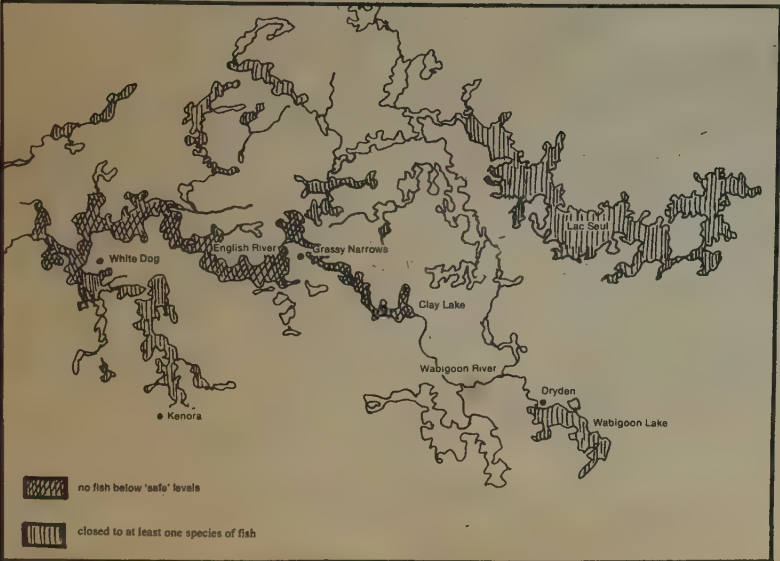 Lac Seul
English River
Grassy Narrows
White Dog
Clay Lake
Wabigoon River
Dryden
Wabigoon Lake
Kenora
no fish below 'safe' levels
closed to at least one species of fish